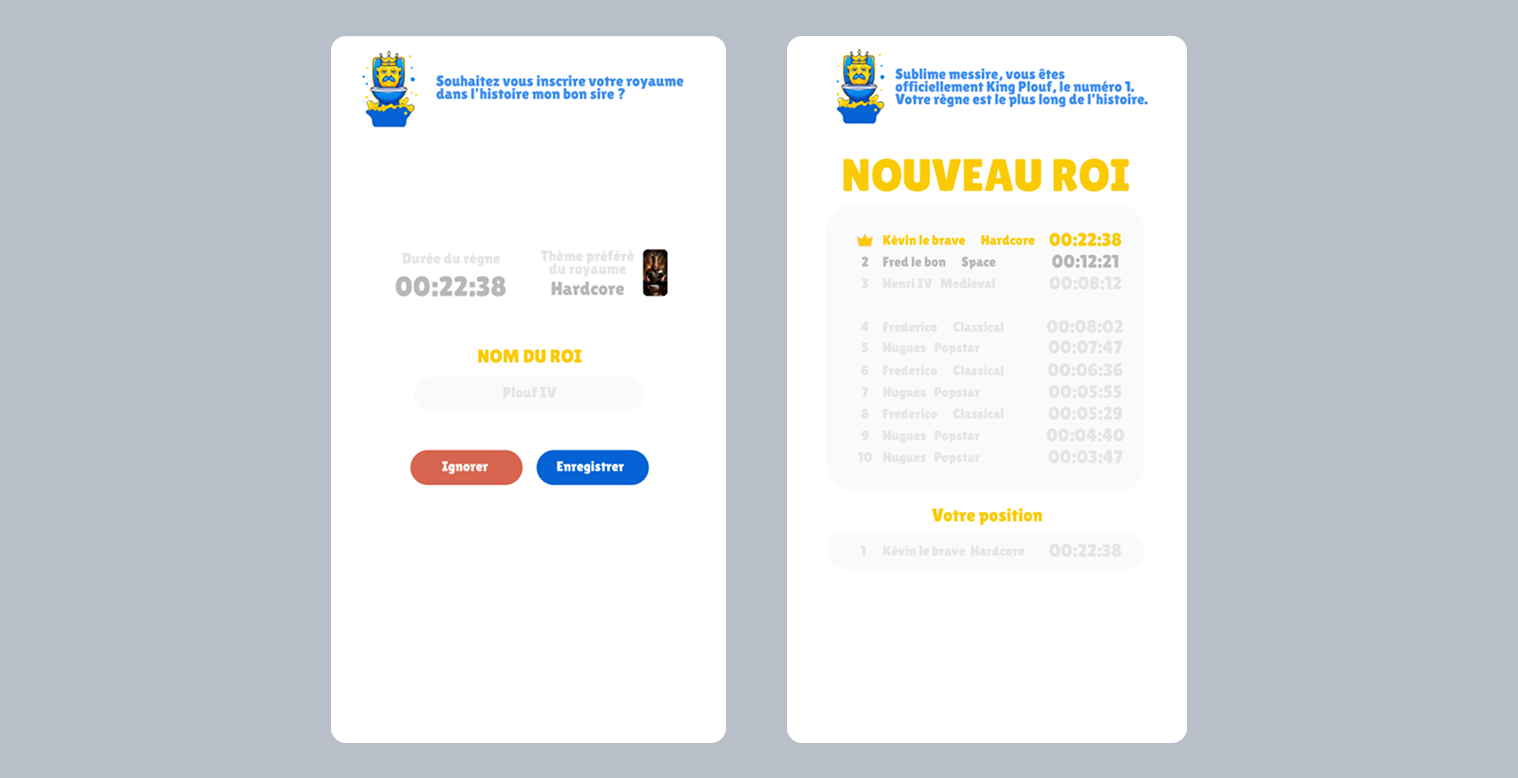 Souhaitez vous inscrire votre royaume
dans l'histoire mon bon sire ?
Durée du règne
00:22:38
Thème préféré
du royaume
Hardcore
NOM DU ROI
Plouf IV
Ignorer
Enregistrer
Sublime messire, vous êtes
officiellement King Plouf, le numéro 1.
Votre règne est le plus long de l'histoire.
NOUVEAU ROI
Kévin le brave Hardcore 00:22:38
2 Fred le bon Space 00:12:21
3 Henri IV Medieval 00:08:12
4 Frederico Classical 00:08:02
5 Hugues Popstar 00:07:47
6 Frederico Classical 00:06:36
7 Hugues Popstar 00:05:55
8 Frederico Classical 00:05:29
9 Hugues Popstar 00:04:40
10 Hugues Popstar 00:03:47
Votre position
1 Kévin le brave Hardcore 00:22:38